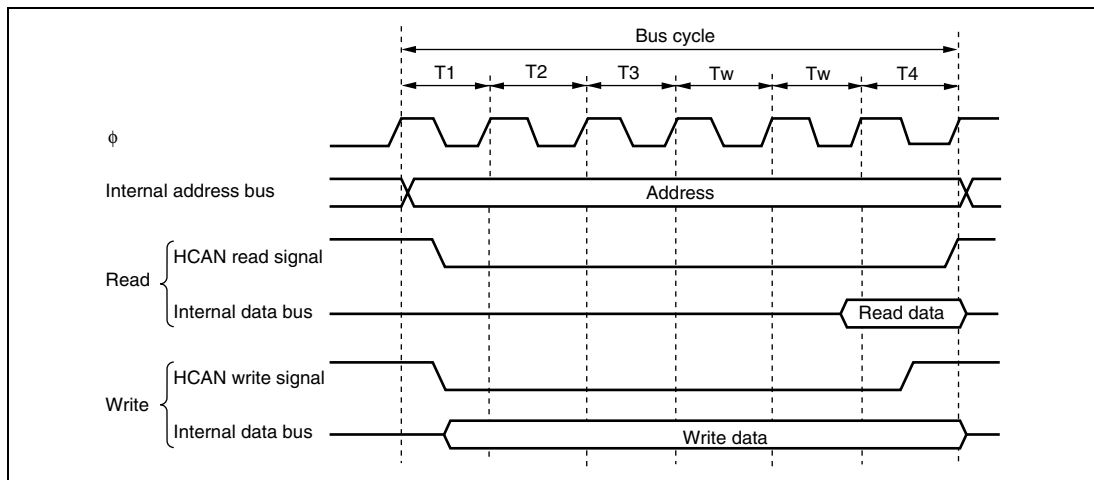 Bus cycle
T1 T2 T3 Tw Tw T4
ϕ
Internal address bus Address
HCAN read signal
Read
Internal data bus Read data
HCAN write signal
Write
Internal data bus Write data